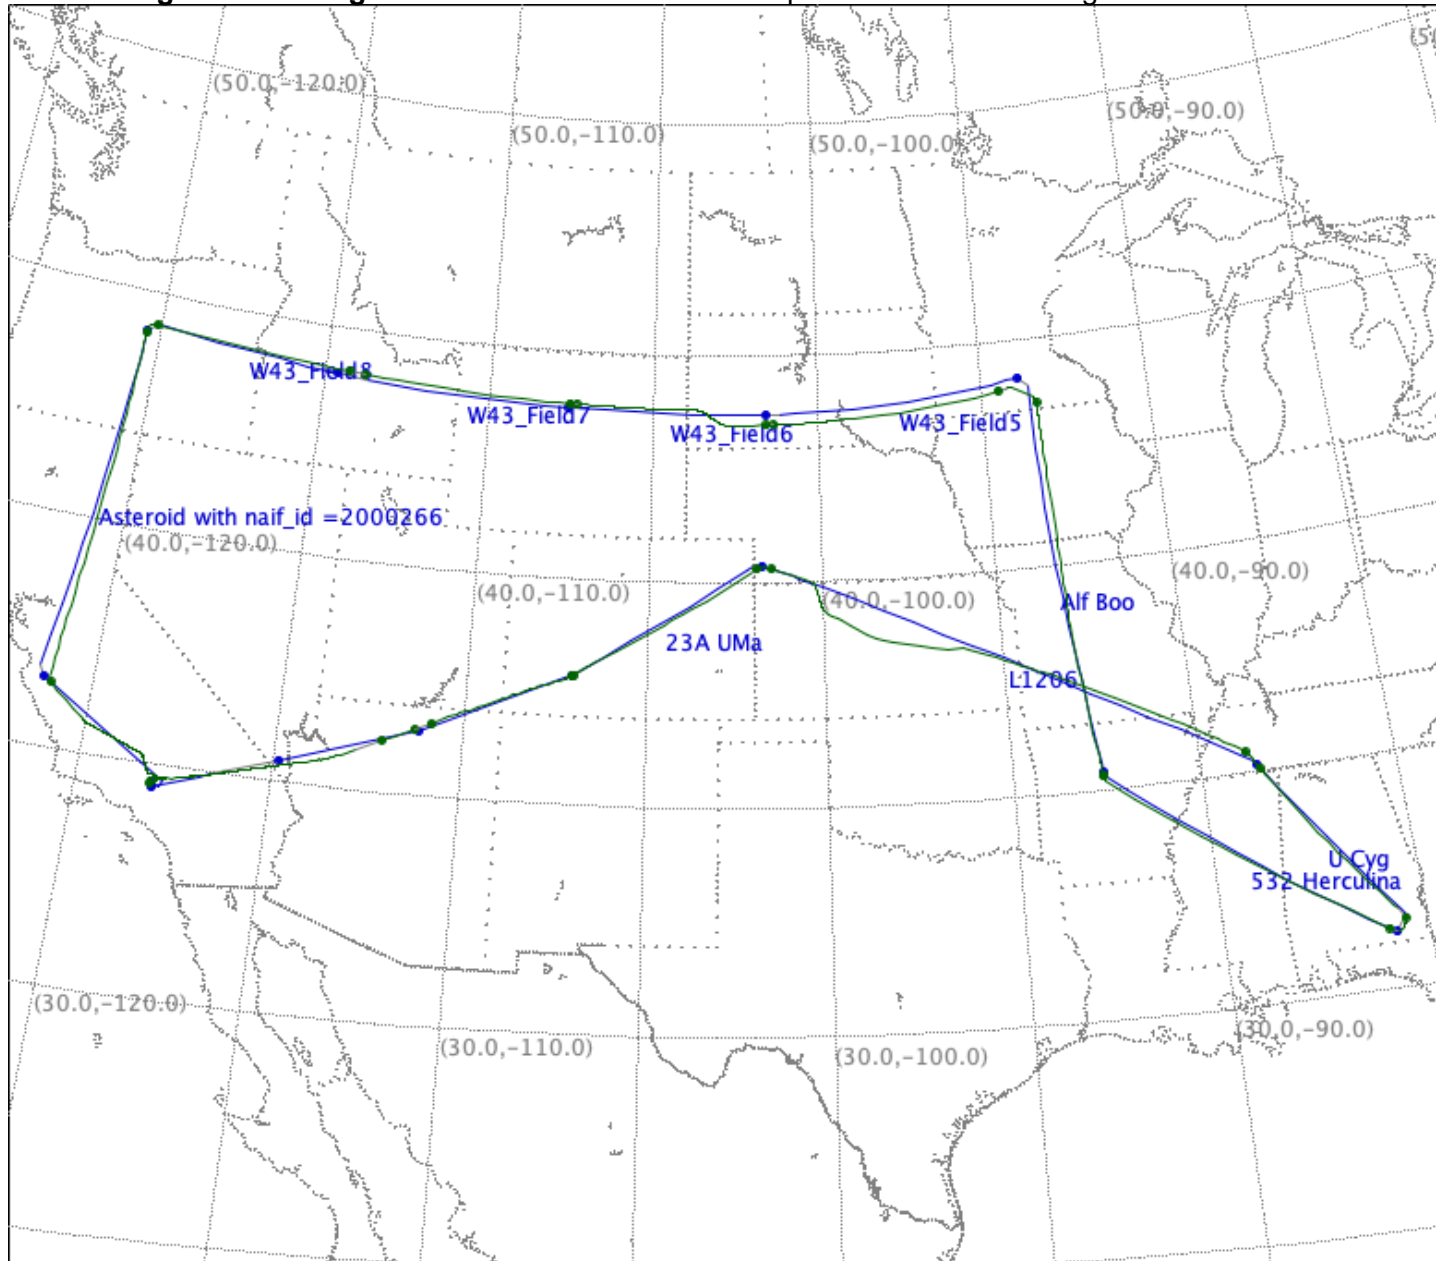 (50.0,-120.0)
(50.0,-110.0)
(50.0,-100.0)
(50.0,-90.0)
W43_Field8
W43_Field7
W43_Field6
W43_Field5
Asteroid with naif_id =2000266
(40.0,-120.0)
(40.0,-110.0)
(40.0,-100.0)
(40.0,-90.0)
Alf Boo
23A UMa
L1206
U Cyg
532 Herculina
(30.0,-120.0)
(30.0,-110.0)
(30.0,-100.0)
(30.0,-90.0)